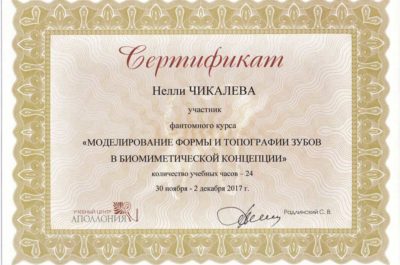 Сертификат
Нелли ЧИКАЛЕВА
участник
фантомного курса
«МОДЕЛИРОВАНИЕ ФОРМЫ И ТОПОГРАФИИ ЗУБОВ
В БИОМИМЕТИЧЕСКОЙ КОНЦЕПЦИИ»
количество учебных часов – 24
30 ноября - 2 декабря 2017 г.
УЧЕБНЫЙ ЦЕНТР
АПОЛЛОНИЯ
Радлинский С. В.